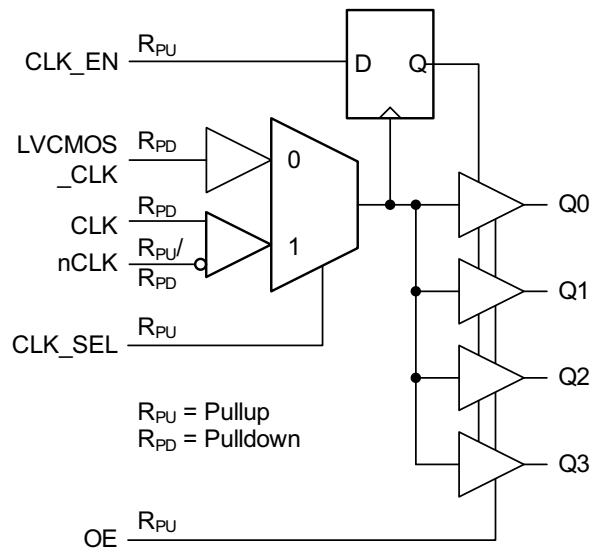 CLK_EN RPU
D Q
LVCMOS
_CLK
RPD
0
CLK RPD
1
nCLK RPU/
RPD
CLK_SEL RPU
Q0
Q1
Q2
Q3
RPU = Pullup
RPD = Pulldown
OE RPU